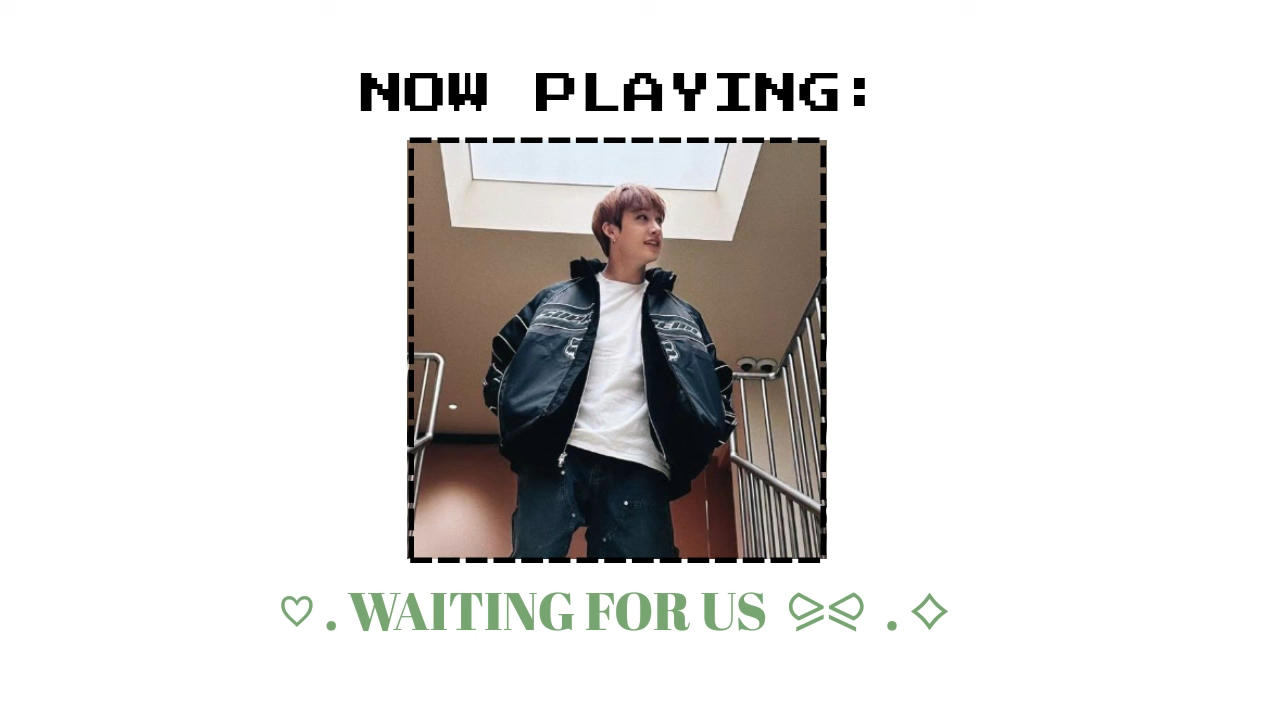 NOW PLAYING:
♡ . WAITING FOR US ⪩⪨ . ✧